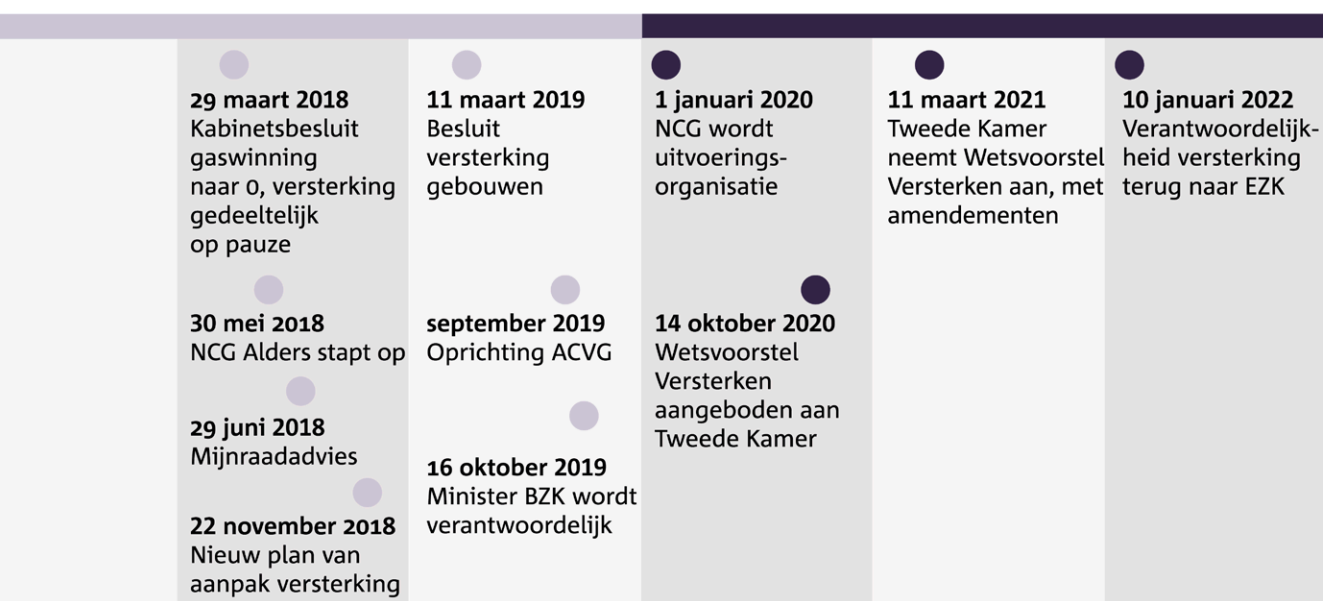 29 maart 2018
Kabinetsbesluit
gaswinning
naar 0, versterking
gedeeltelijk
op pauze
30 mei 2018
NCG Alders stapt op
29 juni 2018
Mijnraadadvies
22 november 2018
Nieuw plan van
aanpak versterking
11 maart 2019
Besluit
versterking
gebouwen
september 2019
Oprichting ACVG
16 oktober 2019
Minister BZK wordt
verantwoordelijk
1 januari 2020
NCG wordt
uitvoerings-
organisatie
14 oktober 2020
Wetsvoorstel
Versterken
aangeboden aan
Tweede Kamer
11 maart 2021
Tweede Kamer
neemt Wetsvoorstel
Versterken aan, met
amendementen
10 januari 2022
Verantwoordelijk-
heid versterking
terug naar EZK